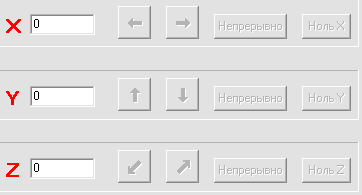 X 0 Непрерывно Ноль X
Y 0 Непрерывно Ноль Y
Z 0 Непрерывно Ноль Z